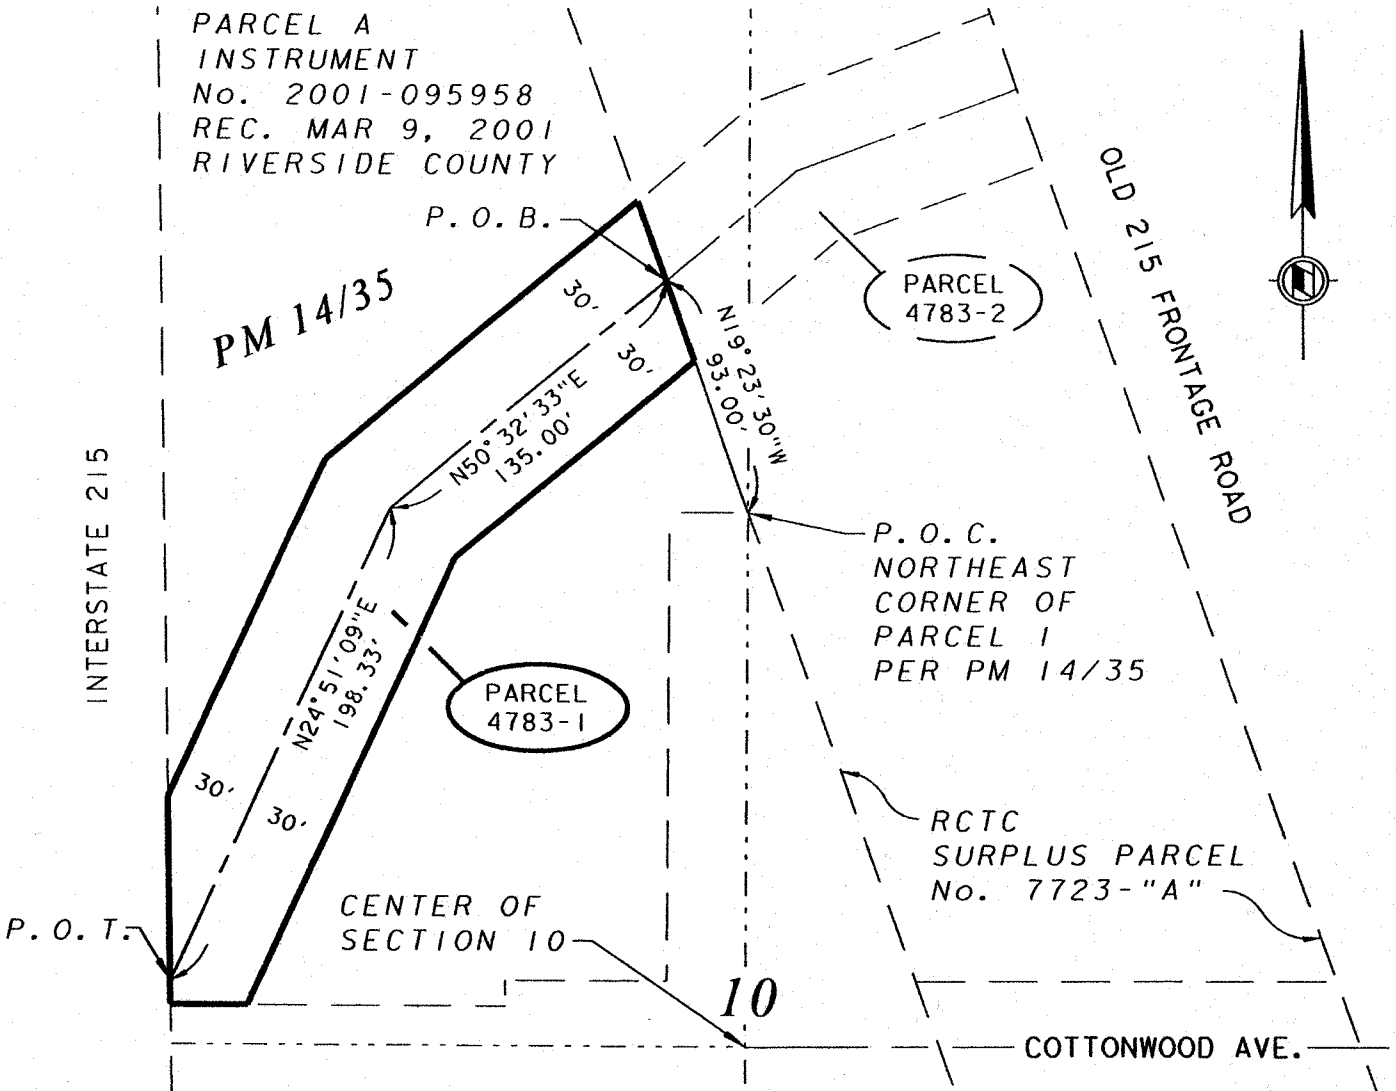 PARCEL A
INSTRUMENT
No. 2001-095958
REC. MAR 9, 2001
RIVERSIDE COUNTY
P.O.B.
PM 14/35
30'
30'
PARCEL
4783-2
OLD 215 FRONTAGE ROAD
N19°23'30"W
93.00'
N50°32'33"E
135.00'
INTERSTATE 215
P.O.C.
NORTHEAST
CORNER OF
PARCEL 1
PER PM 14/35
N24°51'09"E
198.33'
PARCEL
4783-1
30'
30'
RCTC
SURPLUS PARCEL
No. 7723-"A"
P.O.T.
CENTER OF
SECTION 10
10
COTTONWOOD AVE.